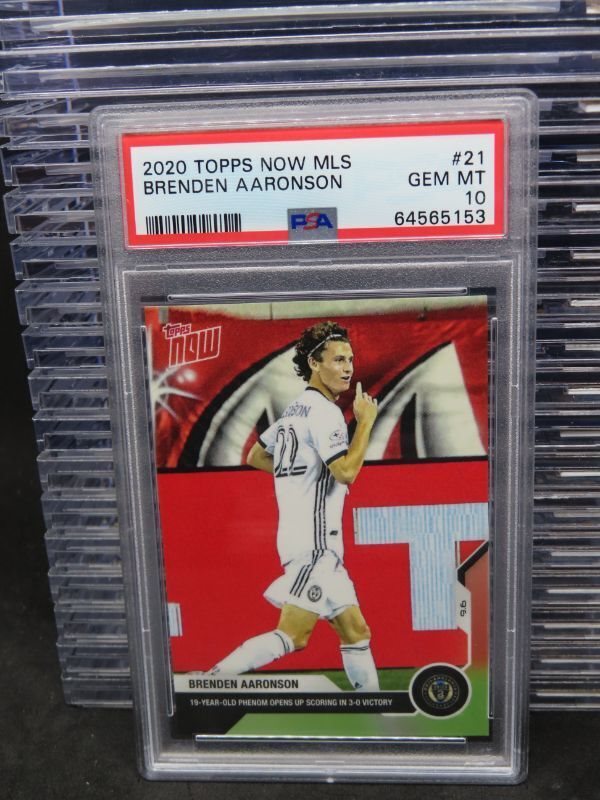 2020 TOPPS NOW MLS #21
BRENDEN AARONSON GEM MT
10
PSA 64565153
topps
NOW
22
T
BRENDEN AARONSON
19-YEAR-OLD PHENOM OPENS UP SCORING IN 3-0 VICTORY